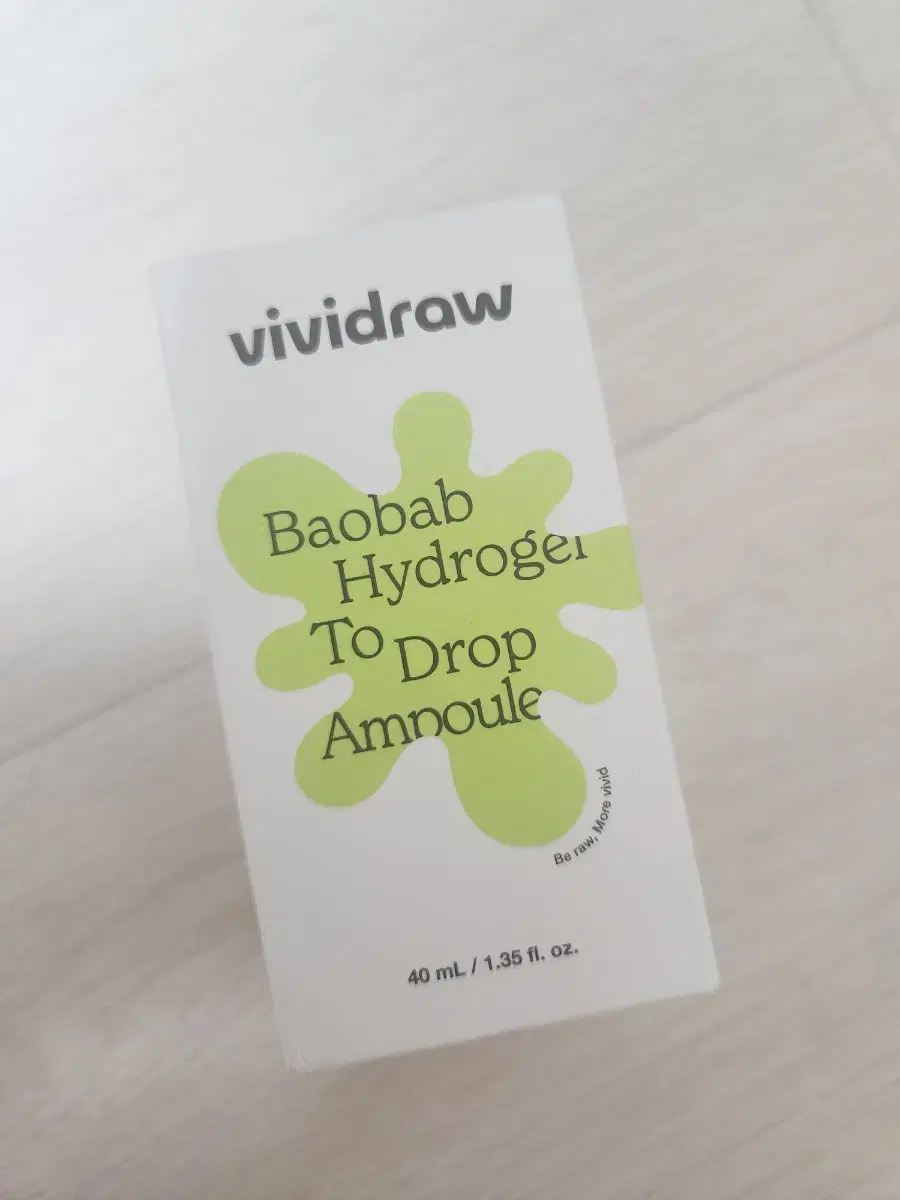 vividraw
Baobab
Hydrogel
To Drop
Ampoule
Be raw, More vivid
40 mL / 1.35 fl. oz.